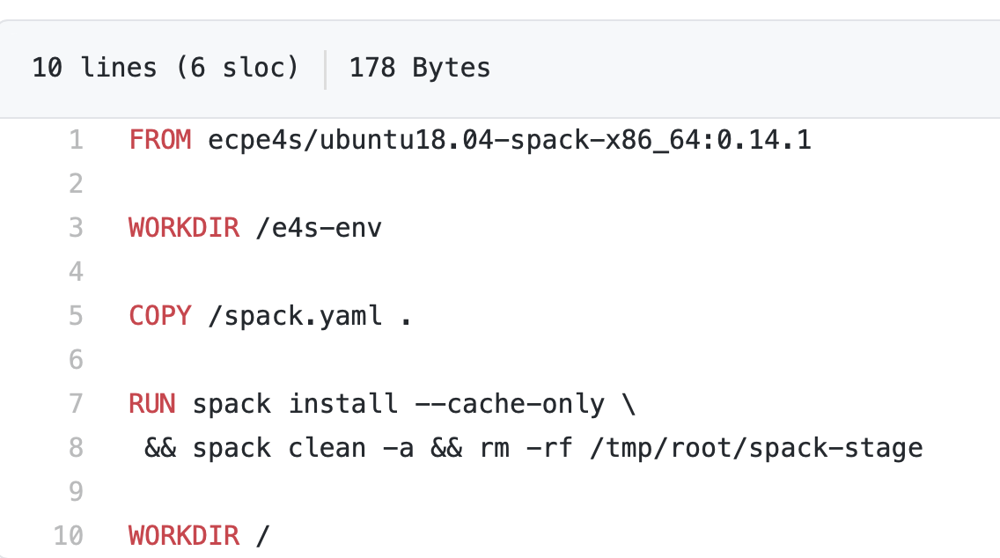 10 lines (6 sloc) 178 Bytes
1 FROM ecpe4s/ubuntu18.04-spack-x86_64:0.14.1
2
3 WORKDIR /e4s-env
4
5 COPY /spack.yaml .
6
7 RUN spack install --cache-only \
8 && spack clean -a && rm -rf /tmp/root/spack-stage
9
10 WORKDIR /